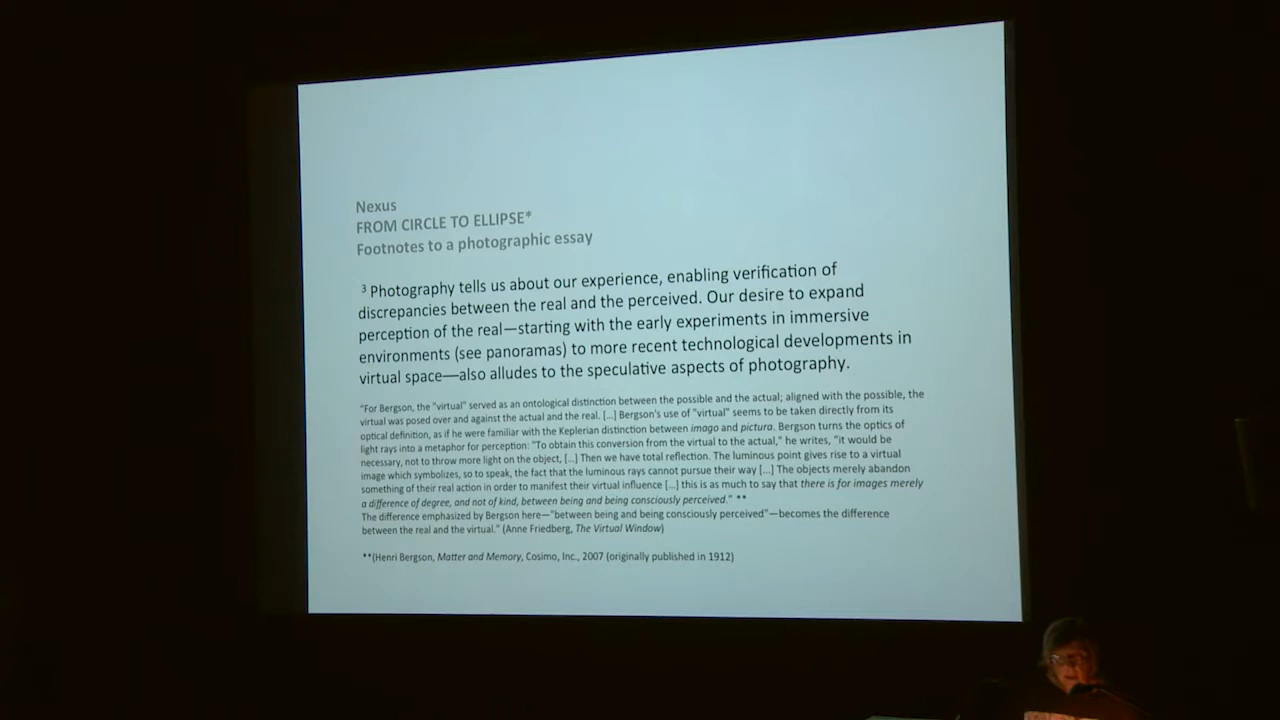 Nexus
FROM CIRCLE TO ELLIPSE*
Footnotes to a photographic essay
³ Photography tells us about our experience, enabling verification of
discrepancies between the real and the perceived. Our desire to expand
perception of the real—starting with the early experiments in immersive
environments (see panoramas) to more recent technological developments in
virtual space—also alludes to the speculative aspects of photography.
"For Bergson, the "virtual" served as an ontological distinction between the possible and the actual; aligned with the possible, the
virtual was posed over and against the actual and the real. [...] Bergson's use of "virtual" seems to be taken directly from its
optical definition, as if he were familiar with the Keplerian distinction between imago and pictura. Bergson turns the optics of
light rays into a metaphor for perception: "To obtain this conversion from the virtual to the actual," he writes, "it would be
necessary, not to throw more light on the object, [...] Then we have total reflection. The luminous point gives rise to a virtual
image which symbolizes, so to speak, the fact that the luminous rays cannot pursue their way [...] The objects merely abandon
something of their real action in order to manifest their virtual influence [...] this is as much to say that there is for images merely
a difference of degree, and not of kind, between being and being consciously perceived." **
The difference emphasized by Bergson here—"between being and being consciously perceived"—becomes the difference
between the real and the virtual." (Anne Friedberg, The Virtual Window)
**(Henri Bergson, Matter and Memory, Cosimo, Inc., 2007 (originally published in 1912)